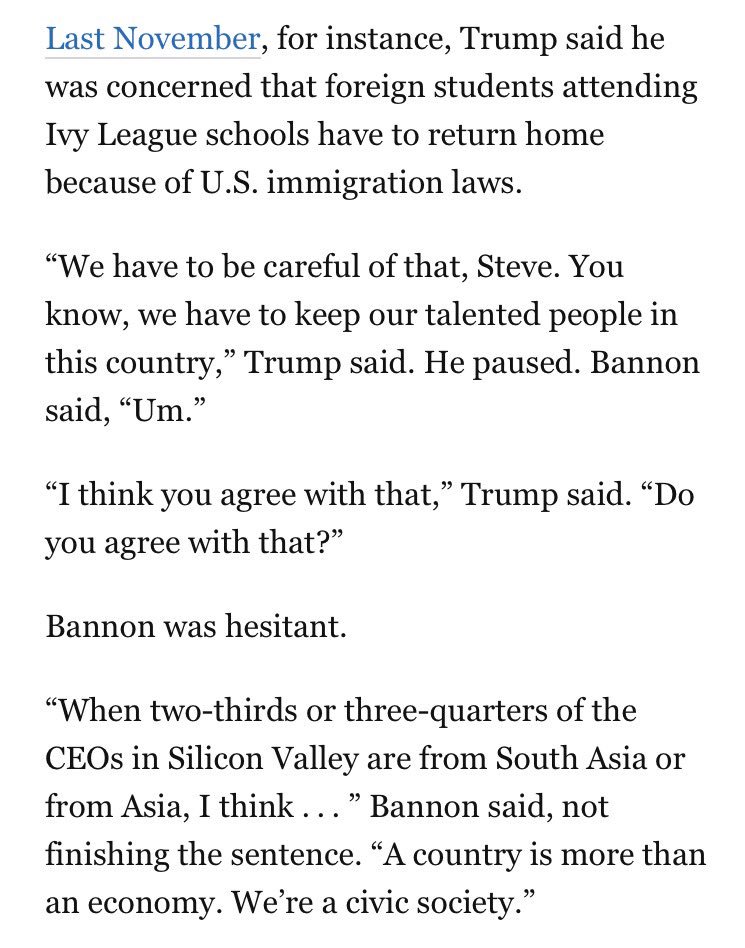 Last November, for instance, Trump said he
was concerned that foreign students attending
Ivy League schools have to return home
because of U.S. immigration laws.
“We have to be careful of that, Steve. You
know, we have to keep our talented people in
this country,” Trump said. He paused. Bannon
said, “Um.”
“I think you agree with that,” Trump said. “Do
you agree with that?”
Bannon was hesitant.
“When two-thirds or three-quarters of the
CEOs in Silicon Valley are from South Asia or
from Asia, I think . . . ” Bannon said, not
finishing the sentence. “A country is more than
an economy. We’re a civic society.”